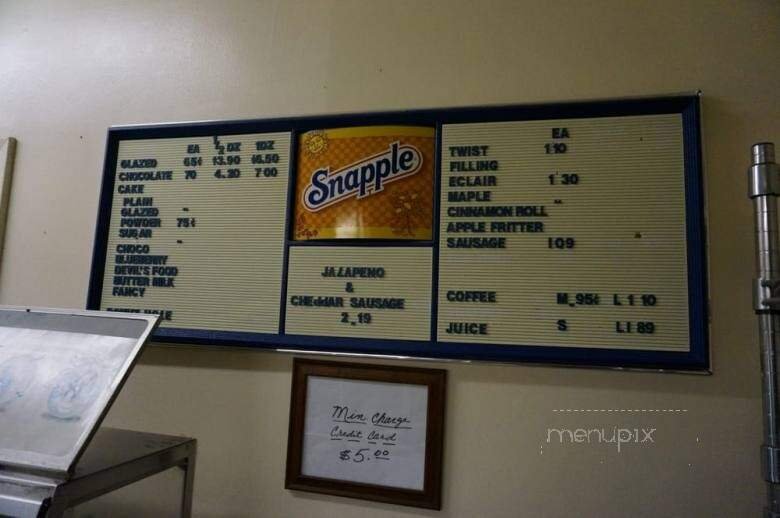 EA ½ DZ 1DZ
GLAZED 65¢ $3.90 $6.50
CHOCOLATE 70 4.20 7 00
CAKE
PLAIN
GLAZED
POWDER 75¢
SUGAR
CHOCO
BLUEBERRY
DEVIL'S FOOD
BUTTER MILK
FANCY
Snapple
JALAPENO
&
CHEDDAR SAUSAGE
2.19
EA
TWIST 1 10
FILLING
ECLAIR 1 30
MAPLE
CINNAMON ROLL
APPLE FRITTER
SAUSAGE 1 09
COFFEE M .95¢ L 1 10
JUICE S L1 89
Min Charge
Credit Card
$5.00
menupix